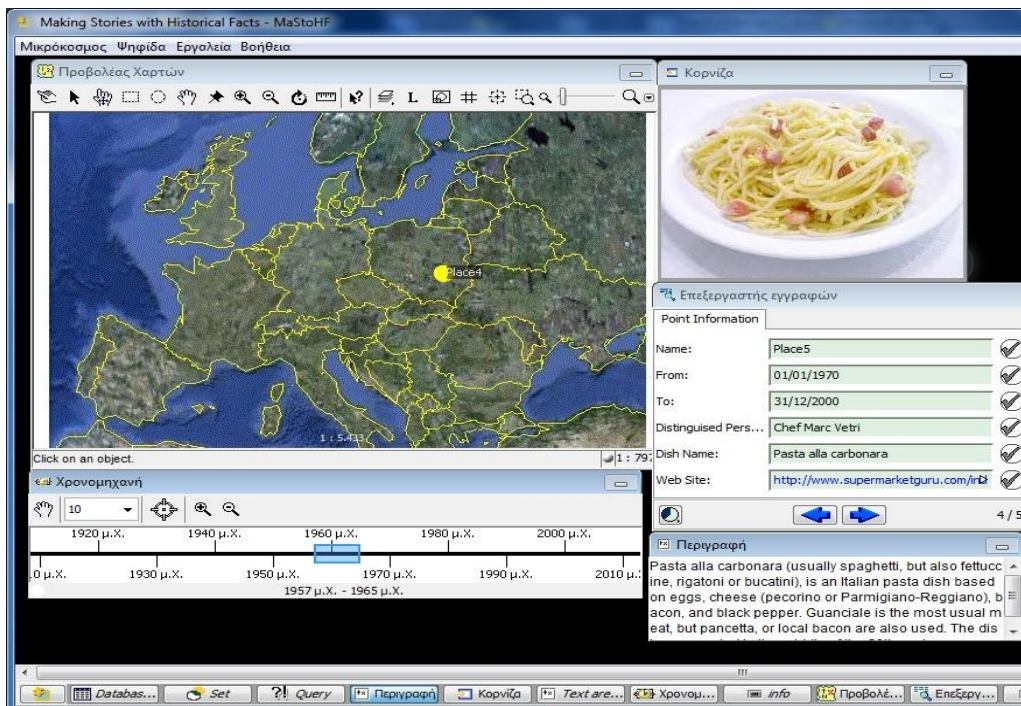 Making Stories with Historical Facts - MaStoHF
Μικρόκοσμος Ψηφίδα Εργαλεία Βοήθεια
Προβολέας Χαρτών
L
Place4
1 : 5.433
Click on an object.
1 : 797
Κορνίζα
Επεξεργαστής εγγραφών
Point Information
Name: Place5
From: 01/01/1970
To: 31/12/2000
Distinguised Pers... Chef Marc Vetri
Dish Name: Pasta alla carbonara
Web Site: http://www.supermarketguru.com/ind
4 / 5
Χρονομηχανή
10
1920 μ.Χ. 1940 μ.Χ. 1960 μ.Χ. 1980 μ.Χ. 2000 μ.Χ.
.0 μ.Χ. 1930 μ.Χ. 1950 μ.Χ. 1970 μ.Χ. 1990 μ.Χ. 2010 μ.
1957 μ.Χ. - 1965 μ.Χ.
Περιγραφή
Pasta alla carbonara (usually spaghetti, but also fettucc
ine, rigatoni or bucatini), is an Italian pasta dish based
on eggs, cheese (pecorino or Parmigiano-Reggiano), b
acon, and black pepper. Guanciale is the most usual m
eat, but pancetta, or local bacon are also used. The dis
Databas... Set ?! Query Περιγραφή Κορνίζα Text are... Χρονομ... info Προβολέ... Επεξεργ...